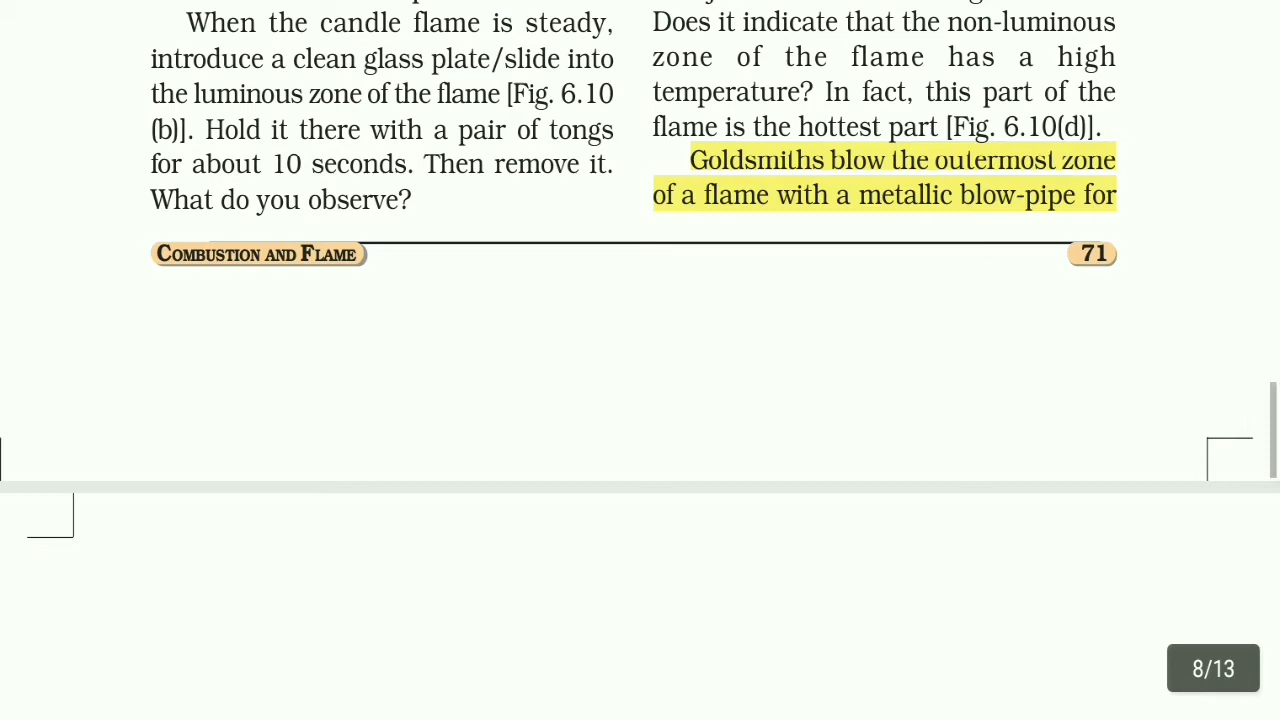 When the candle flame is steady,
introduce a clean glass plate/slide into
the luminous zone of the flame [Fig. 6.10
(b)]. Hold it there with a pair of tongs
for about 10 seconds. Then remove it.
What do you observe?
Does it indicate that the non-luminous
zone of the flame has a high
temperature? In fact, this part of the
flame is the hottest part [Fig. 6.10(d)].
Goldsmiths blow the outermost zone
of a flame with a metallic blow-pipe for
COMBUSTION AND FLAME
71
8/13